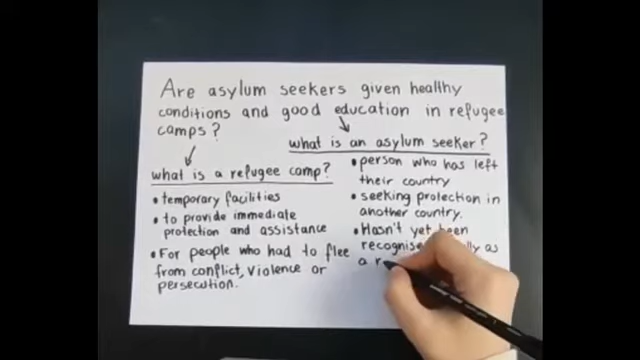 Are asylum seekers given healthy
conditions and good education in refugee
camps?
what is a refugee camp?
• temporary facilities
• to provide immediate
protection and assistance
• For people who had to flee
from conflict, violence or
persecution.
what is an asylum seeker?
• person who has left
their country
• seeking protection in
another country.
• Hasn't yet been
as
a